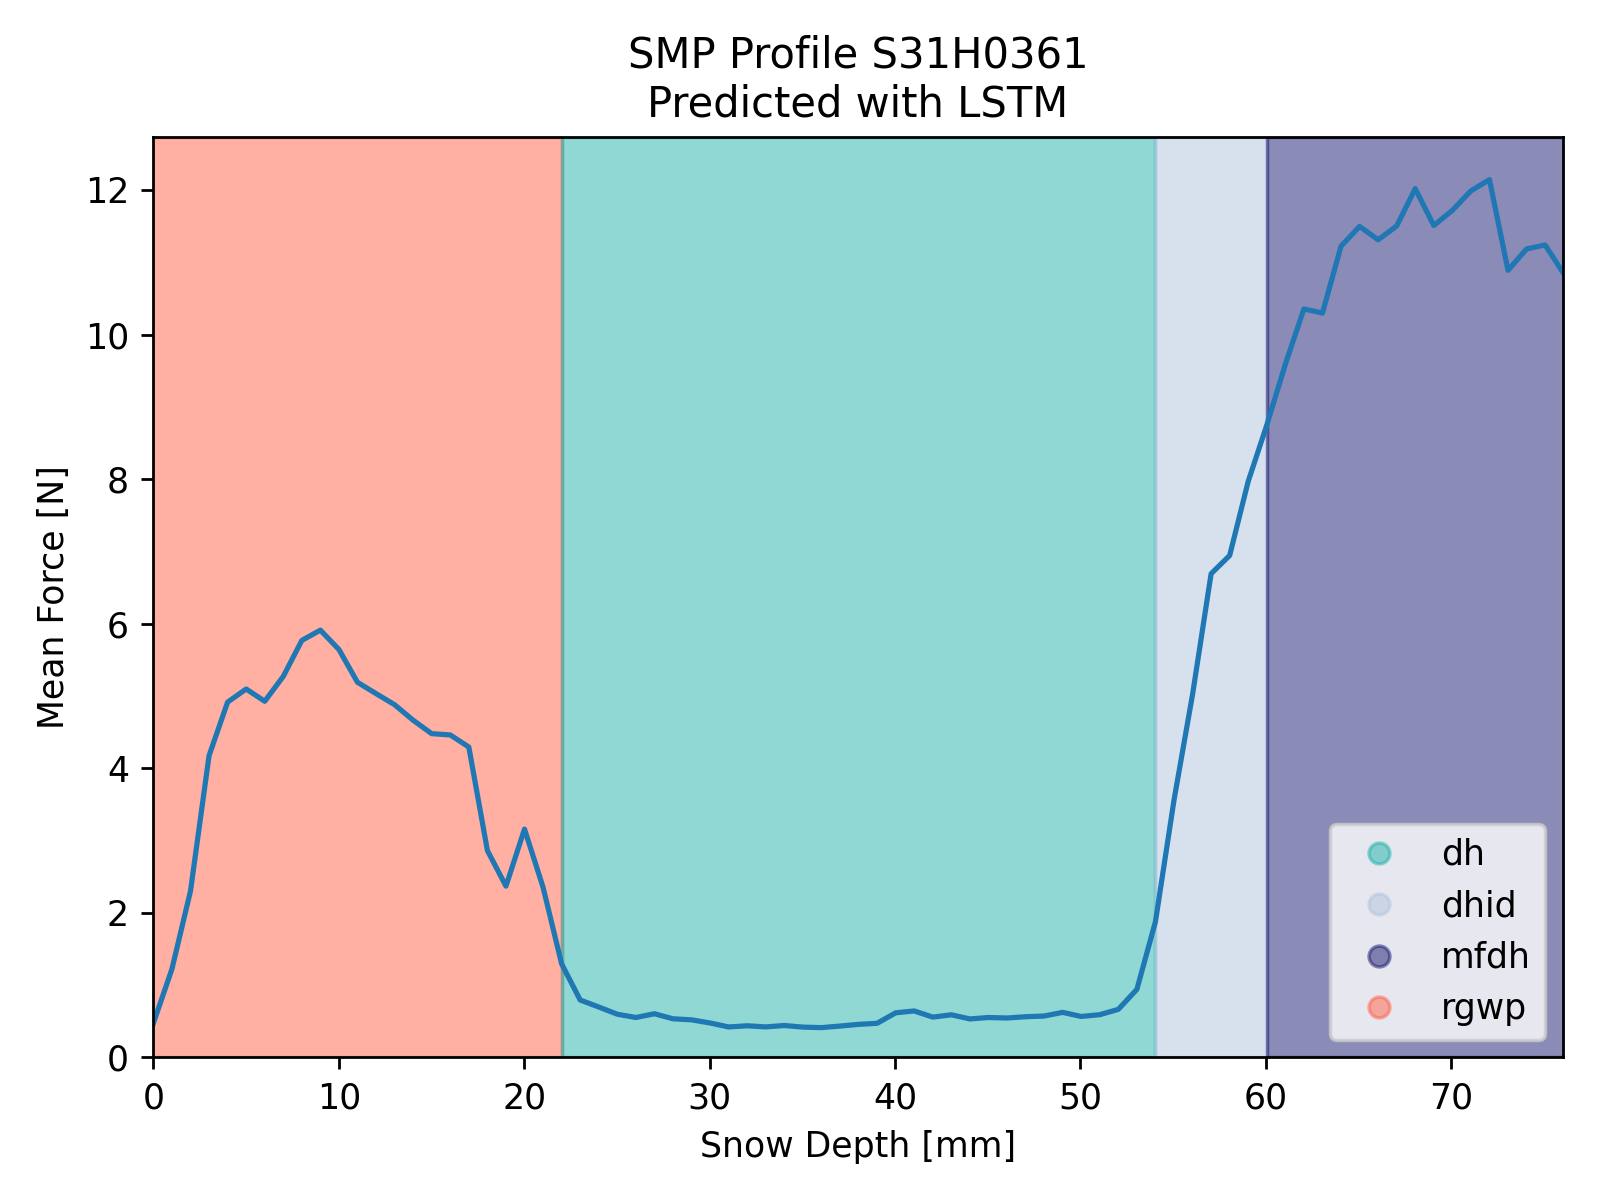 SMP Profile S31H0361
Predicted with LSTM
Mean Force [N]
12
10
8
6
4
2
0
0 10 20 30 40 50 60 70
Snow Depth [mm]
dh
dhid
mfdh
rgwp